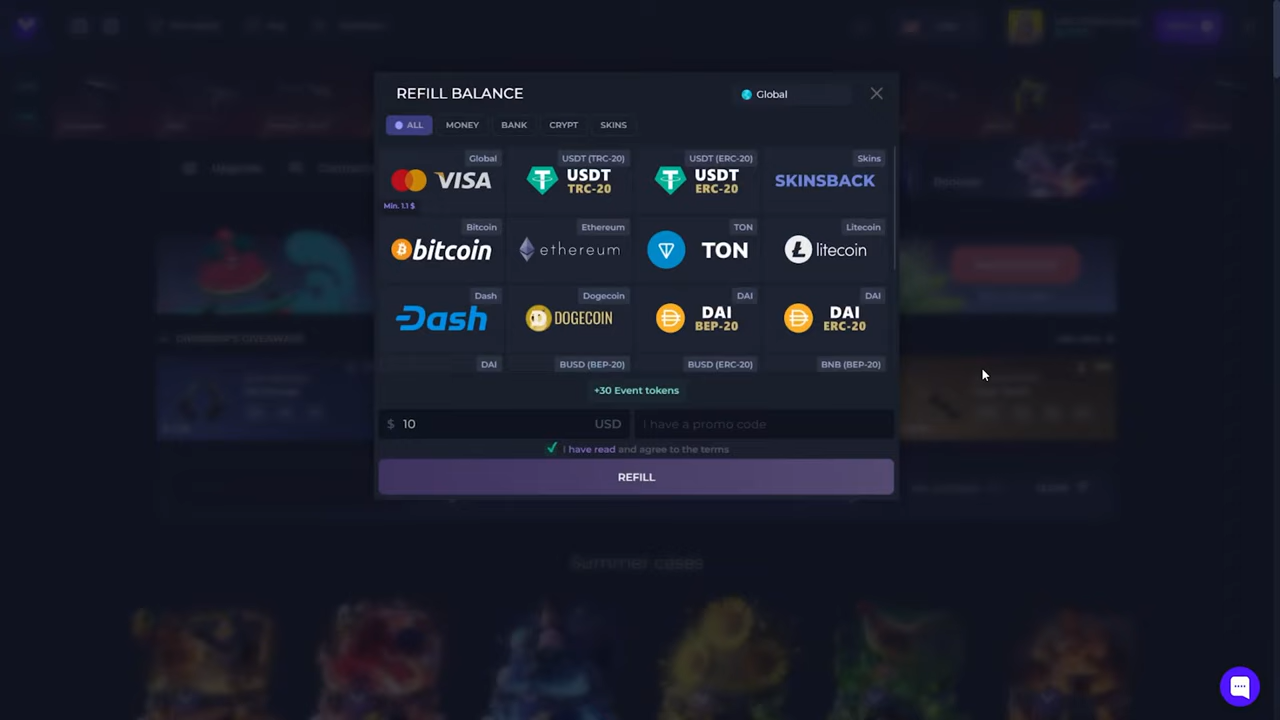 REFILL BALANCE
Global
ALL
MONEY
BANK
CRYPT
SKINS
Global
VISA
Min. 1.1 $
USDT (TRC-20)
USDT
TRC-20
USDT (ERC-20)
USDT
ERC-20
Skins
SKINSBACK
Bitcoin
bitcoin
Ethereum
ethereum
TON
TON
Litecoin
litecoin
Dash
Dash
Dogecoin
DOGECOIN
DAI
DAI
BEP-20
DAI
DAI
ERC-20
DAI
BUSD (BEP-20)
BUSD (ERC-20)
BNB (BEP-20)
+30 Event tokens
$ 10 USD
I have a promo code
I have read and agree to the terms
REFILL
Summer cases